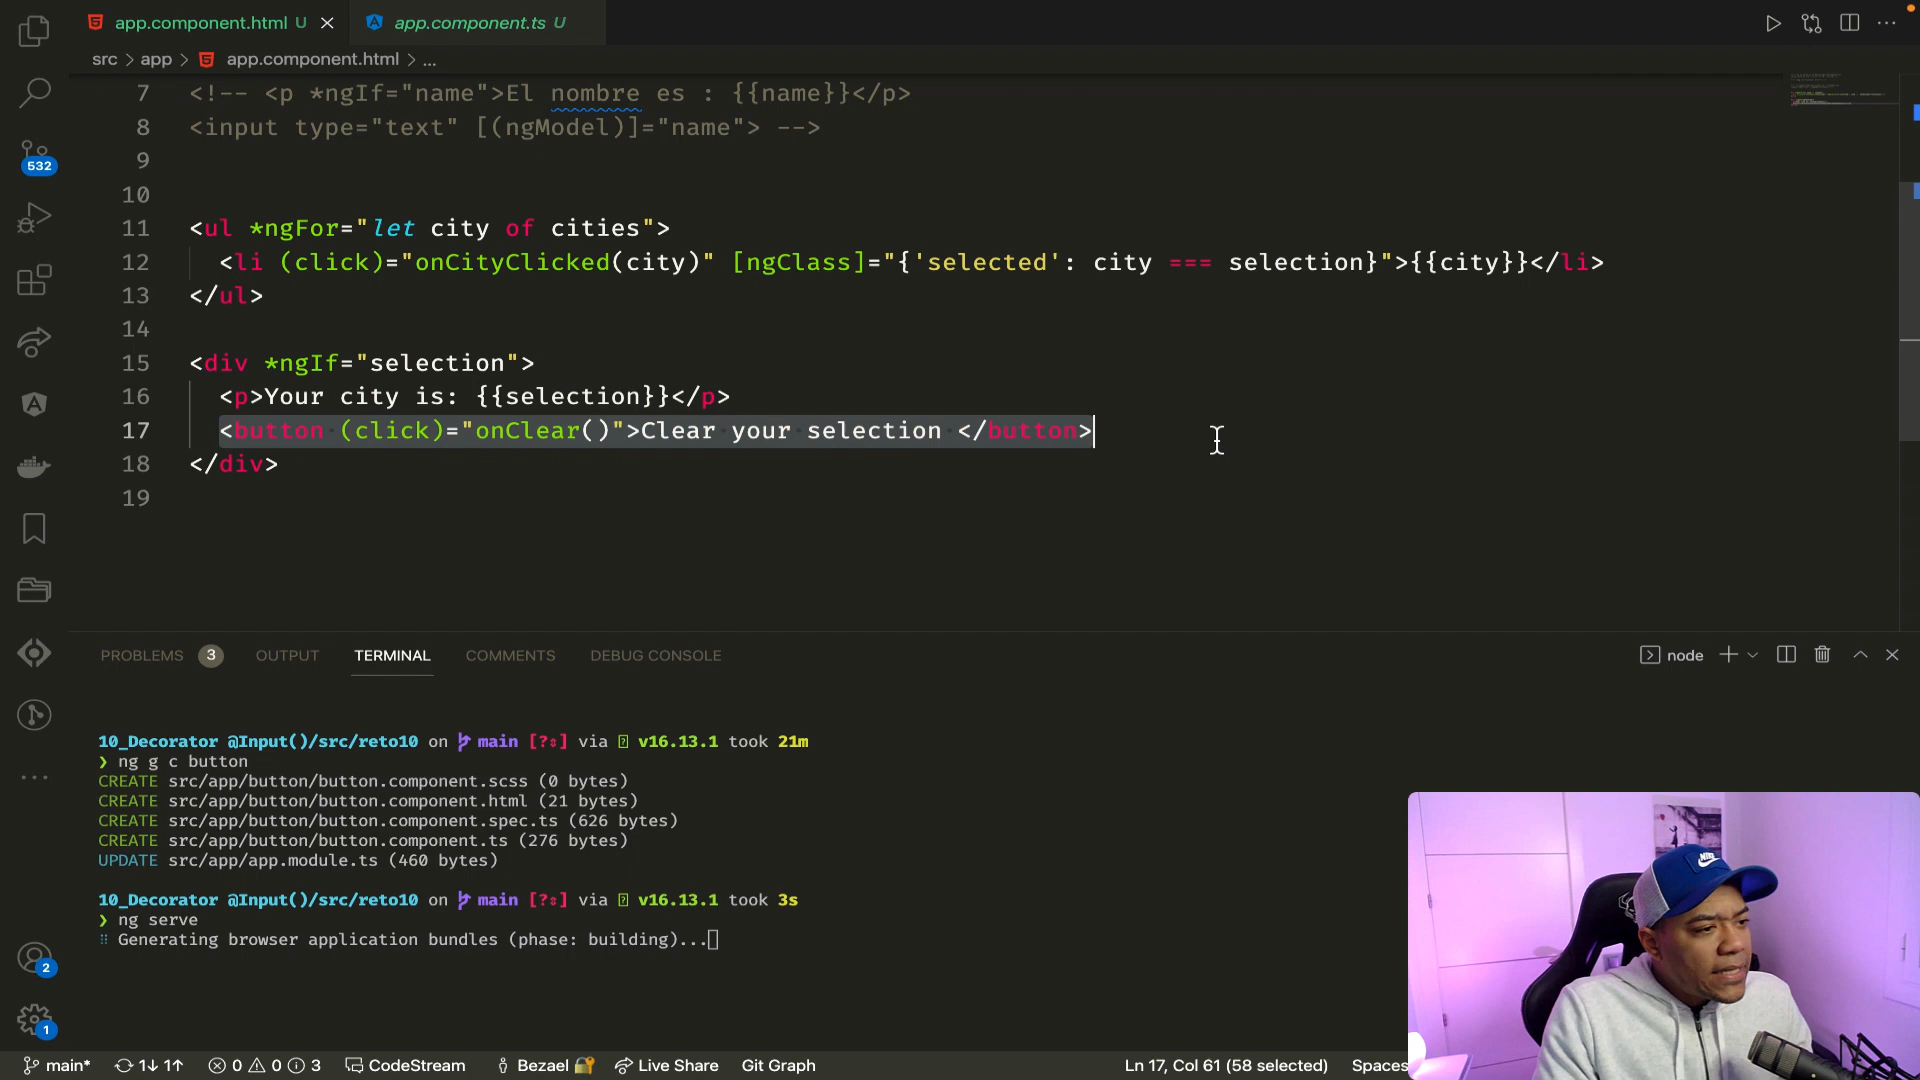 app.component.html U
app.component.ts U
src > app > app.component.html > ...
7 <!-- <p *ngIf="name">El nombre es : {{name}}</p>
8 <input type="text" [(ngModel)]="name"> -->
9
10
11 <ul *ngFor="let city of cities">
12 <li (click)="onCityClicked(city)" [ngClass]="{'selected': city === selection}">{{city}}</li>
13 </ul>
14
15 <div *ngIf="selection">
16 <p>Your city is: {{selection}}</p>
17 <button (click)="onClear()">Clear your selection </button>
18 </div>
19
532
PROBLEMS 3 OUTPUT TERMINAL COMMENTS DEBUG CONSOLE
node
10_Decorator @Input()/src/reto10 on main [?⇕] via v16.13.1 took 21m
❯ ng g c button
CREATE src/app/button/button.component.scss (0 bytes)
CREATE src/app/button/button.component.html (21 bytes)
CREATE src/app/button/button.component.spec.ts (626 bytes)
CREATE src/app/button/button.component.ts (276 bytes)
UPDATE src/app/app.module.ts (460 bytes)
10_Decorator @Input()/src/reto10 on main [?⇕] via v16.13.1 took 3s
❯ ng serve
Generating browser application bundles (phase: building)...
2
1
main* 1↓ 1↑ 0 0 3 CodeStream Bezael Live Share Git Graph
Ln 17, Col 61 (58 selected) Spaces